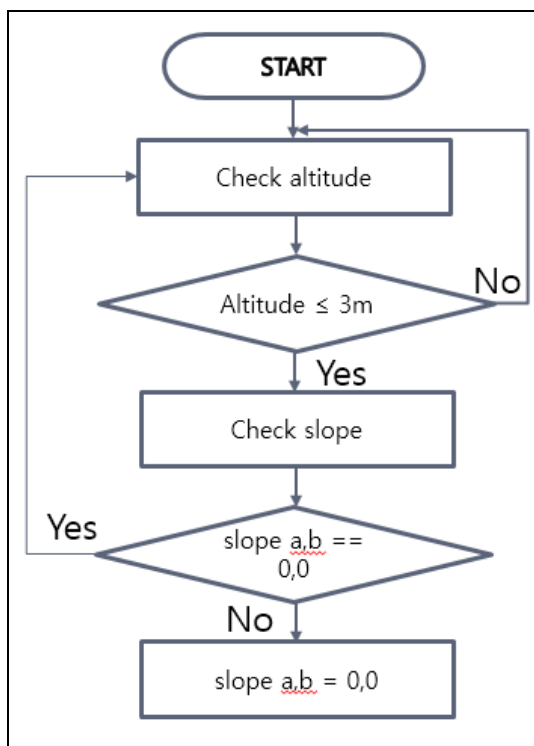 START
Check altitude
Altitude ≤ 3m
No
Yes
Check slope
slope a,b ==
0,0
Yes
No
slope a,b = 0,0